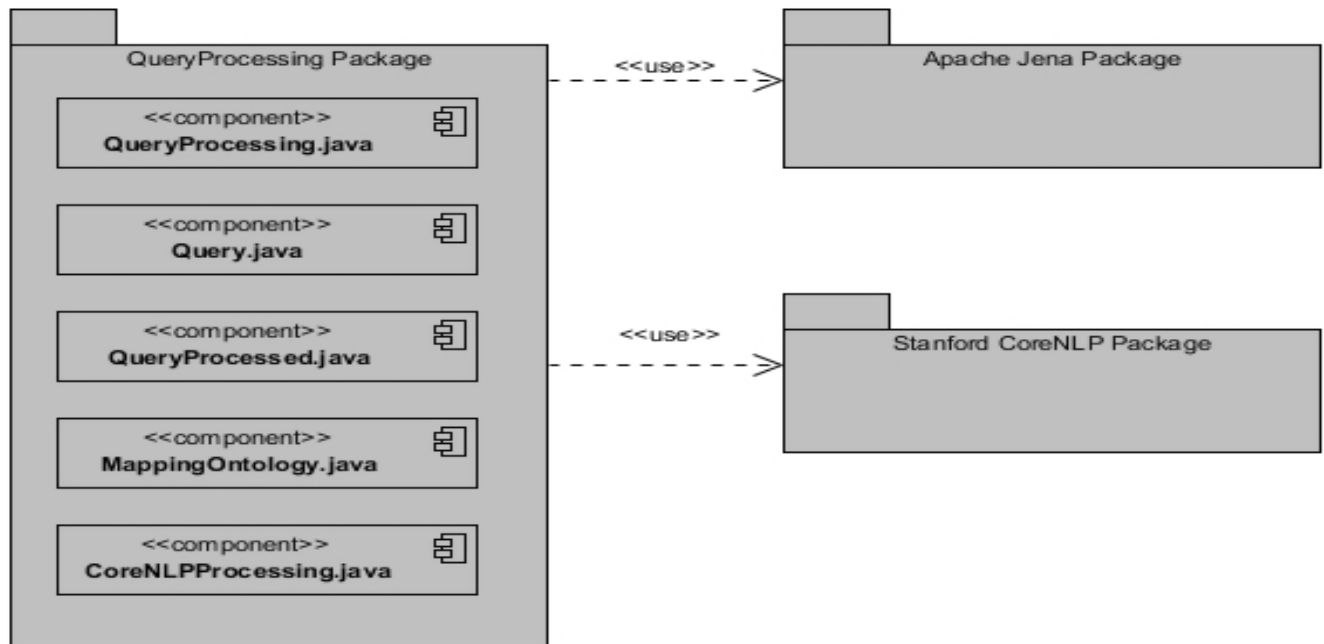 QueryProcessing Package
<<component>>
QueryProcessing.java
<<component>>
Query.java
<<component>>
QueryProcessed.java
<<component>>
MappingOntology.java
<<component>>
CoreNLPProcessing.java
<<use>>
Apache Jena Package
<<use>>
Stanford CoreNLP Package